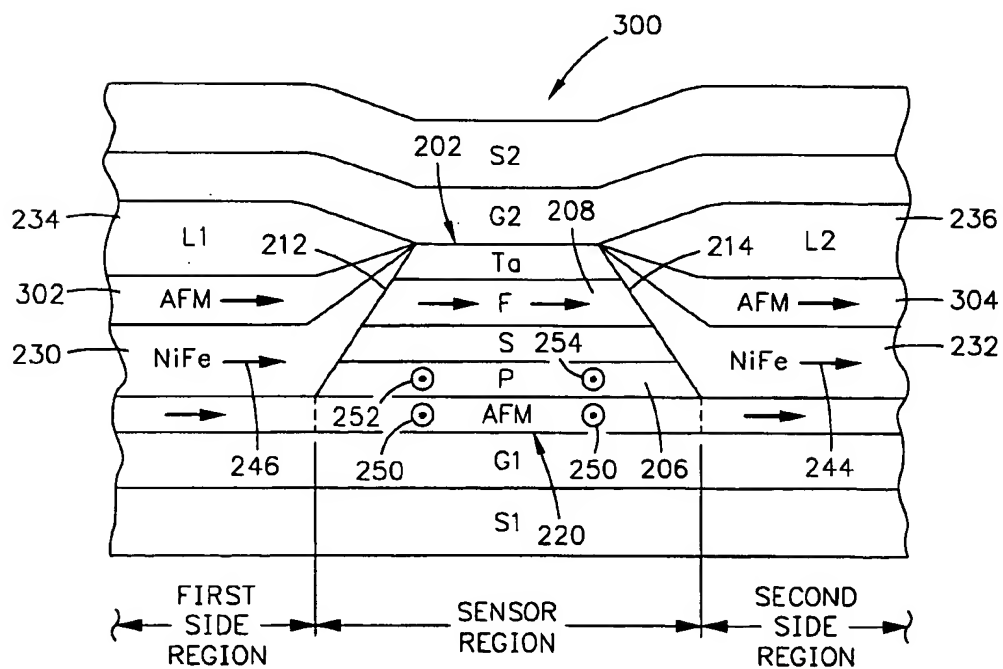 300
202
S2
234
236
G2
208
L1
212
214
L2
Ta
302
AFM
F
AFM
304
230
S
254
232
NiFe
P
NiFe
252
AFM
250
250
206
246
G1
244
S1
220
FIRST
SIDE
REGION
SENSOR
REGION
SECOND
SIDE
REGION